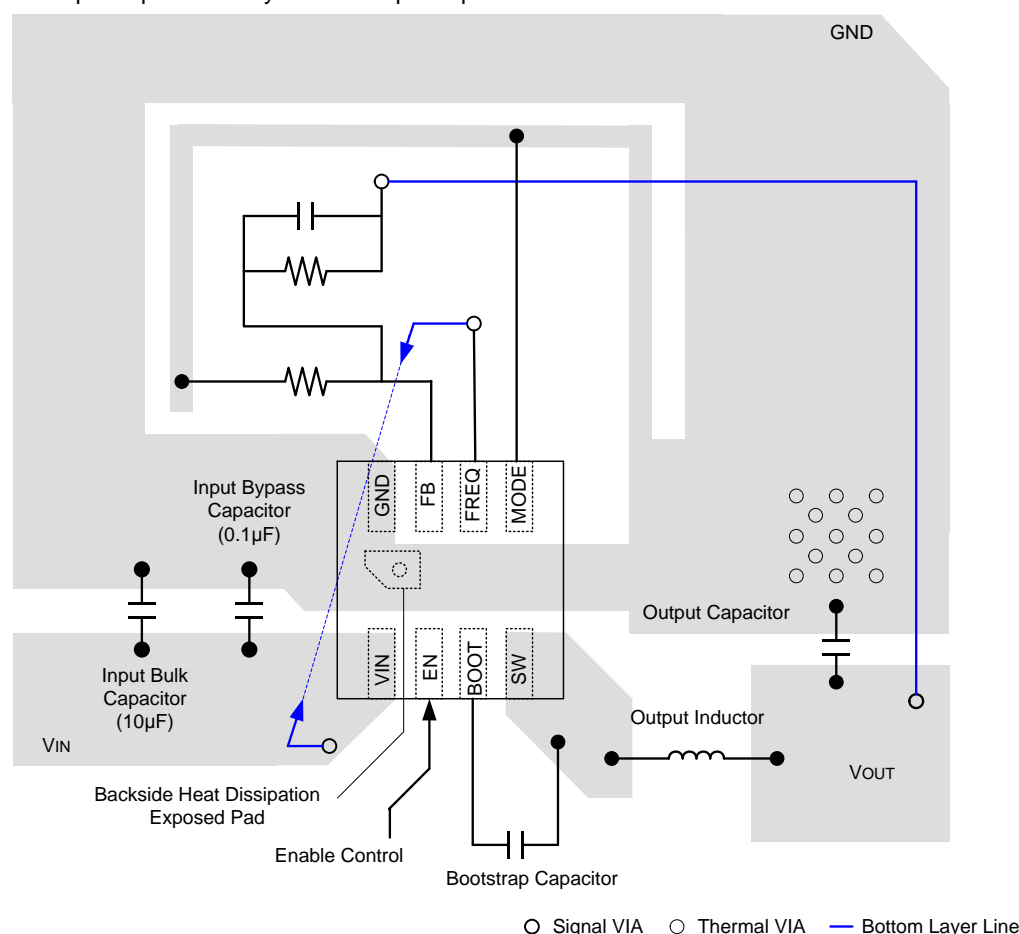 GND
Input Bypass
Capacitor
(0.1µF)
GND
FB
FREQ
MODE
Output Capacitor
VIN
EN
BOOT
SW
Input Bulk
Capacitor
(10µF)
VIN
Output Inductor
VOUT
Backside Heat Dissipation
Exposed Pad
Enable Control
Bootstrap Capacitor
Signal VIA
Thermal VIA
Bottom Layer Line